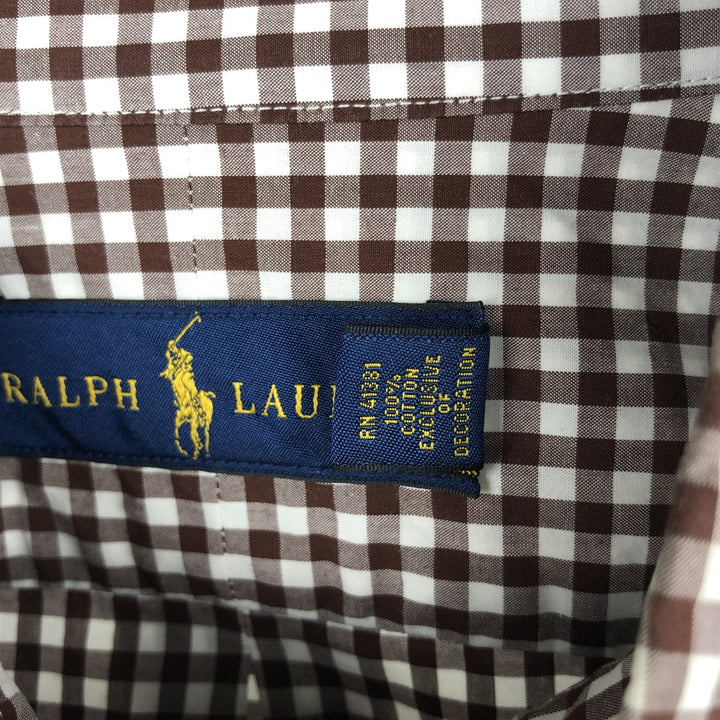 RALPH LAU
RN 41381
100%
COTTON
EXCLUSIVE
OF
DECORATION